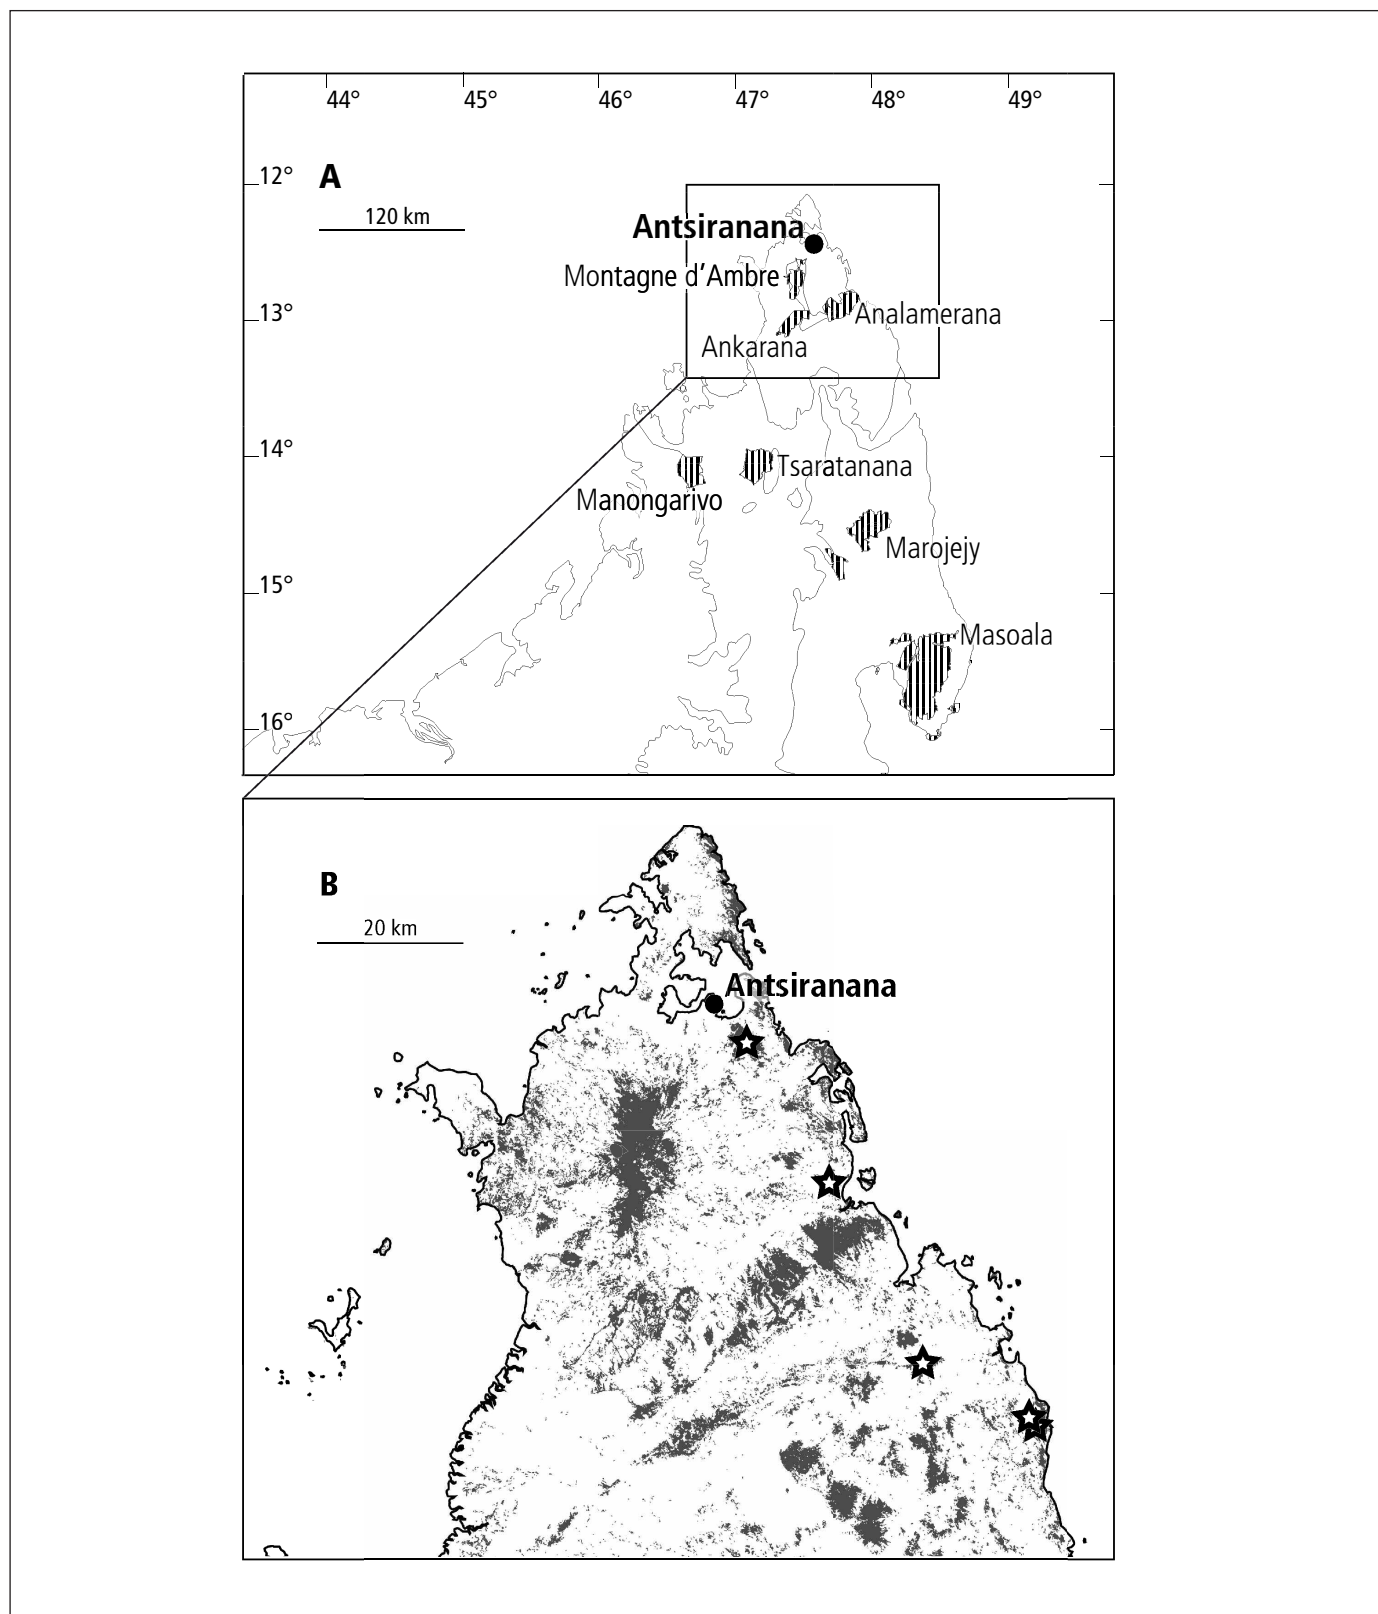 44° 45° 46° 47° 48° 49°
12°
A
120 km
Antsiranana
Montagne d’Ambre
13°
Analamerana
Ankarana
14°
Tsaratanana
Manongarivo
Marojejy
15°
Masoala
16°
B
20 km
Antsiranana